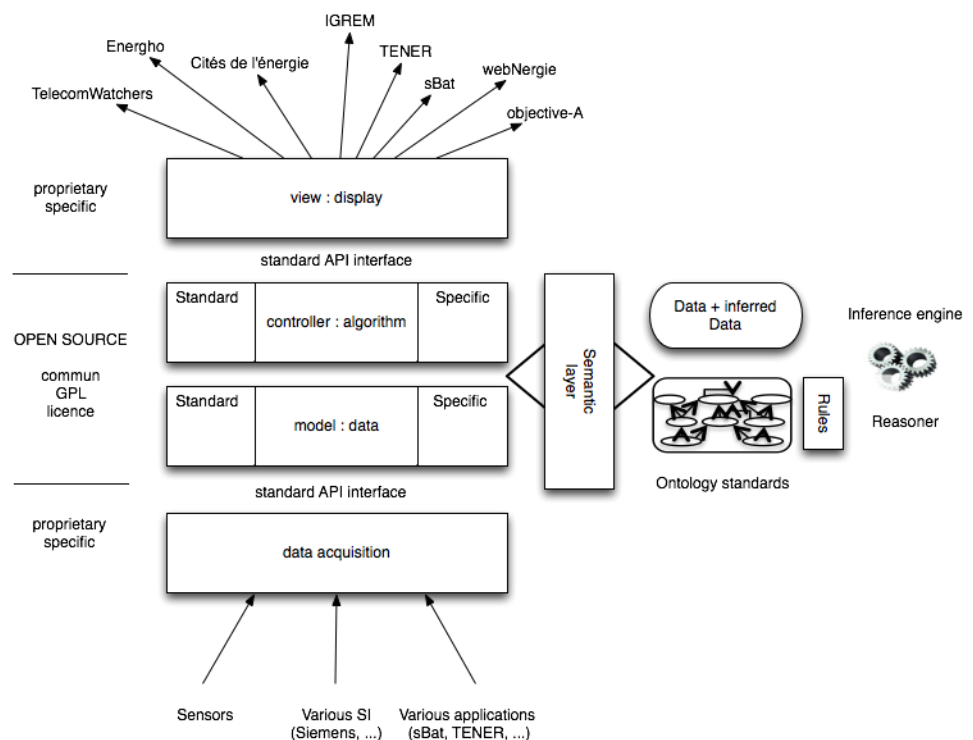 IGREM
Energho
TENER
Cités de l'énergie
webNergie
sBat
TelecomWatchers
objective-A
proprietary
specific
view : display
standard API interface
Standard
controller : algorithm
Specific
OPEN SOURCE
commun
GPL
licence
Standard
model : data
Specific
standard API interface
Semantic
layer
Data + inferred
Data
Inference engine
Rules
Reasoner
Ontology standards
proprietary
specific
data acquisition
Sensors
Various SI
(Siemens, ...)
Various applications
(sBat, TENER, ...)